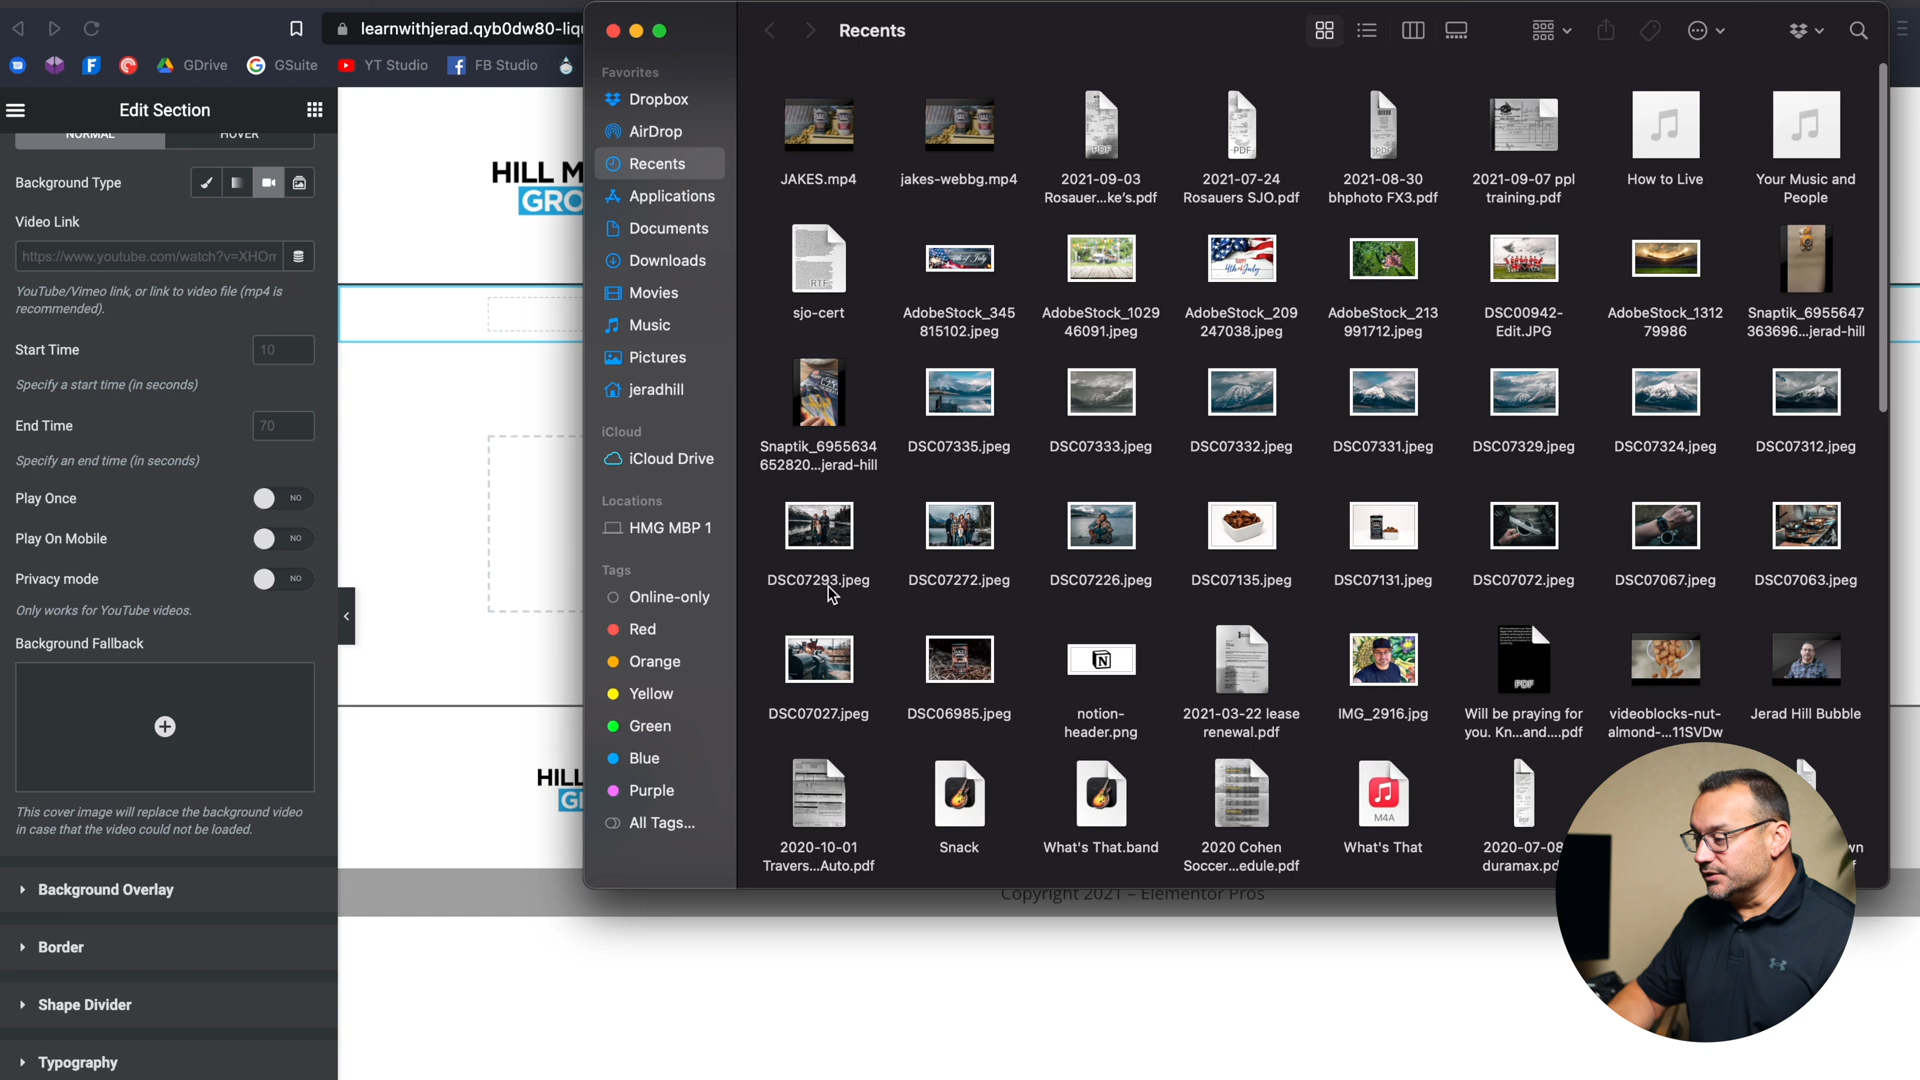 learnwithjerad.qyb0dw80-liqu
GDrive
GSuite
YT Studio
FB Studio
Edit Section
NORMAL
HOVER
Background Type
Video Link
https://www.youtube.com/watch?v=XHOm
YouTube/Vimeo link, or link to video file (mp4 is
recommended).
Start Time
10
Specify a start time (in seconds)
End Time
70
Specify an end time (in seconds)
Play Once
NO
Play On Mobile
NO
Privacy mode
NO
Only works for YouTube videos.
Background Fallback
This cover image will replace the background video
in case that the video could not be loaded.
Background Overlay
Border
Shape Divider
Typography
HILL M
GRO
HILL
G
Recents
Favorites
Dropbox
AirDrop
Recents
Applications
Documents
Downloads
Movies
Music
Pictures
jeradhill
iCloud
iCloud Drive
Locations
HMG MBP 1
Tags
Online-only
Red
Orange
Yellow
Green
Blue
Purple
All Tags...
PDF
PDF
PDF
JAKES.mp4
jakes-webbg.mp4
2021-09-03
Rosauer...ke's.pdf
2021-07-24
Rosauers SJO.pdf
2021-08-30
bhphoto FX3.pdf
2021-09-07 ppl
training.pdf
How to Live
Your Music and
People
RTF
sjo-cert
AdobeStock_345
815102.jpeg
AdobeStock_1029
46091.jpeg
AdobeStock_209
247038.jpeg
AdobeStock_213
991712.jpeg
DSC00942-
Edit.JPG
AdobeStock_1312
79986
Snaptik_6955647
363696...jerad-hill
Snaptik_6955634
652820...jerad-hill
DSC07335.jpeg
DSC07333.jpeg
DSC07332.jpeg
DSC07331.jpeg
DSC07329.jpeg
DSC07324.jpeg
DSC07312.jpeg
DSC07293.jpeg
DSC07272.jpeg
DSC07226.jpeg
DSC07135.jpeg
DSC07131.jpeg
DSC07072.jpeg
DSC07067.jpeg
DSC07063.jpeg
PDF
DSC07027.jpeg
DSC06985.jpeg
notion-
header.png
2021-03-22 lease
renewal.pdf
IMG_2916.jpg
Will be praying for
you. Kn...and....pdf
videoblocks-nut-
almond-...11SVDw
Jerad Hill Bubble
M4A
PDF
2020-10-01
Travers...Auto.pdf
Snack
What's That.band
2020 Cohen
Soccer...edule.pdf
What's That
2020-07-08
duramax.pd
wn
f
Copyright 2021 – Elementor Pros